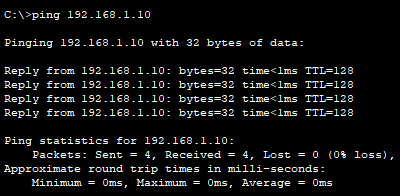 C:\>ping 192.168.1.10
Pinging 192.168.1.10 with 32 bytes of data:
Reply from 192.168.1.10: bytes=32 time<1ms TTL=128
Reply from 192.168.1.10: bytes=32 time<1ms TTL=128
Reply from 192.168.1.10: bytes=32 time<1ms TTL=128
Reply from 192.168.1.10: bytes=32 time<1ms TTL=128
Ping statistics for 192.168.1.10:
    Packets: Sent = 4, Received = 4, Lost = 0 (0% loss),
Approximate round trip times in milli-seconds:
    Minimum = 0ms, Maximum = 0ms, Average = 0ms